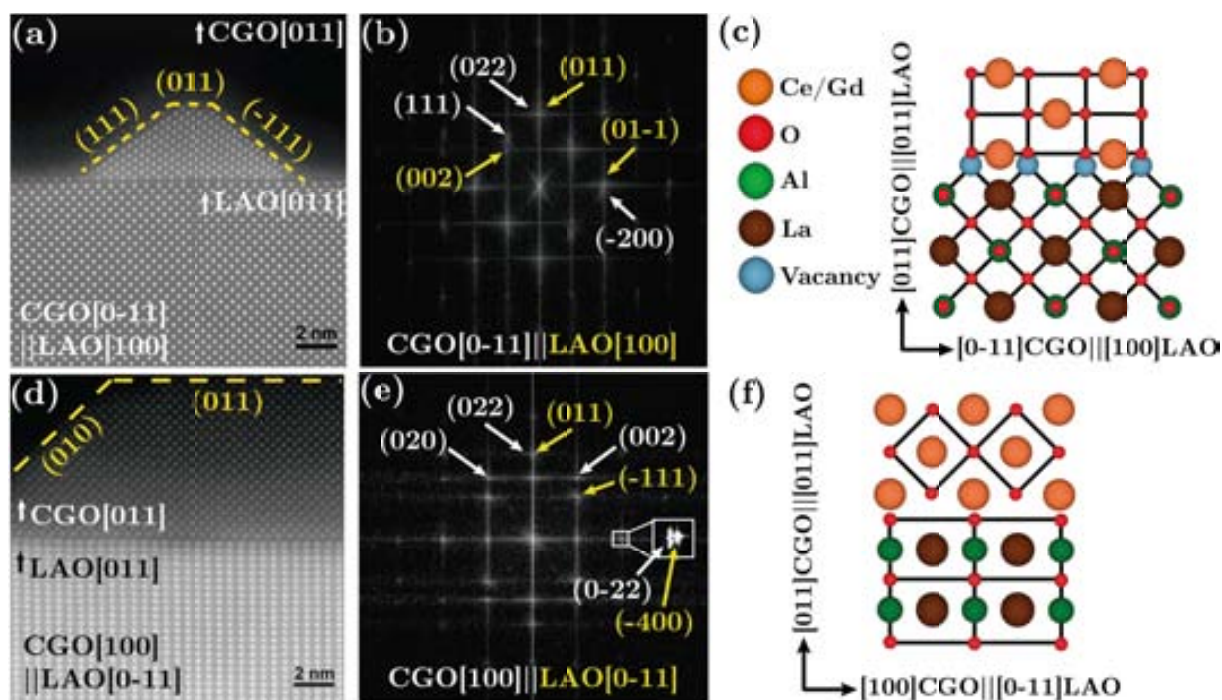 (a)
CGO[011]
(011)
(111)
(-111)
LAO[011]
CGO[0-11]
||LAO[100]
2 nm
(b)
(022)
(011)
(111)
(01-1)
(002)
(-200)
CGO[0-11]||LAO[100]
(c)
Ce/Gd
O
Al
La
Vacancy
[011]CGO||[011]LAO
[0-11]CGO||[100]LAO
(d)
(011)
(010)
CGO[011]
LAO[011]
CGO[100]
||LAO[0-11]
2 nm
(e)
(022)
(011)
(020)
(002)
(-111)
(0-22)
(-400)
CGO[100]||LAO[0-11]
(f)
[011]CGO||[011]LAO
[100]CGO||[0-11]LAO